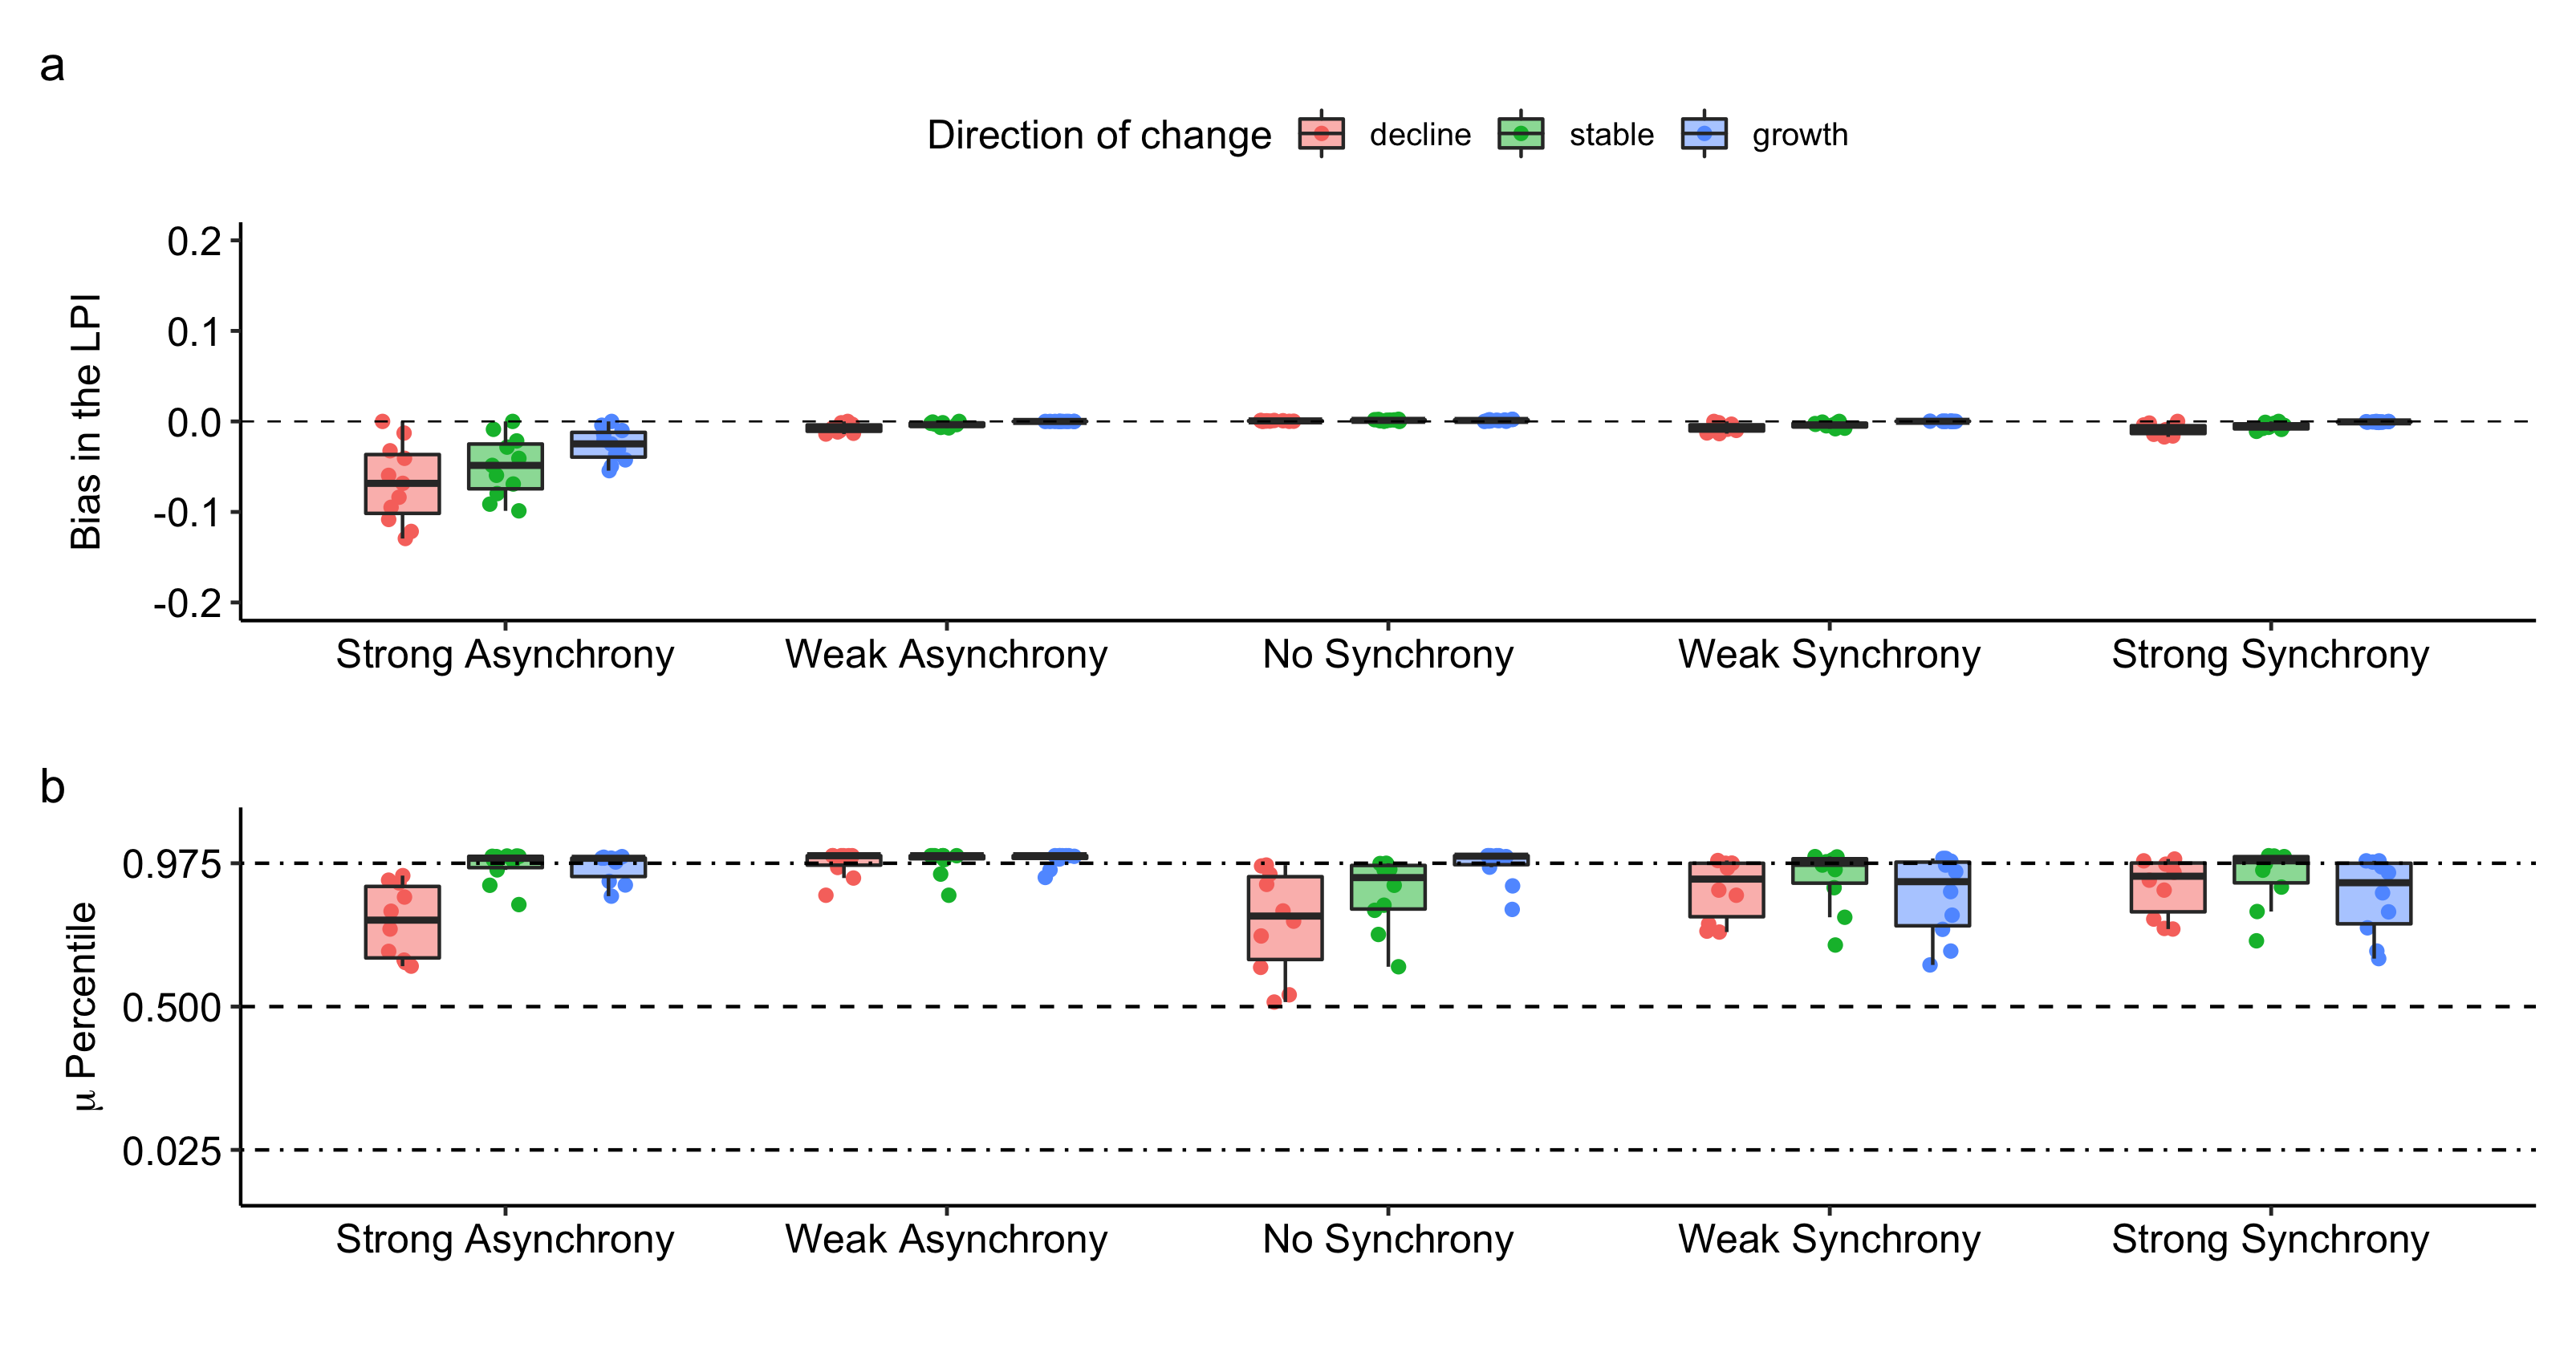 a
Direction of change decline stable growth
Bias in the LPI
0.2
0.1
0.0
-0.1
-0.2
Strong Asynchrony Weak Asynchrony No Synchrony Weak Synchrony Strong Synchrony
b
μ Percentile
0.975
0.500
0.025
Strong Asynchrony Weak Asynchrony No Synchrony Weak Synchrony Strong Synchrony